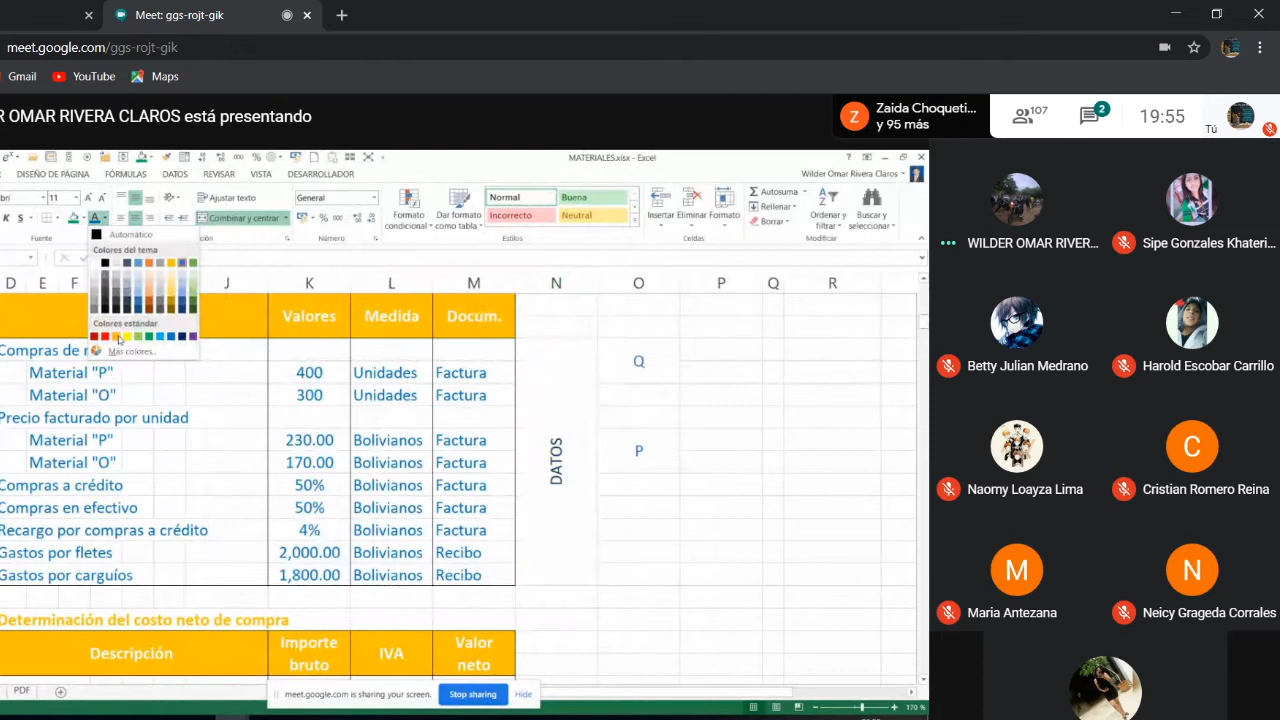 Meet: ggs-rojt-gik
meet.google.com/ggs-rojt-gik
Gmail YouTube Maps
R OMAR RIVERA CLAROS está presentando
Zaida Choqueti...
y 95 más
107
2
19:55
Tú
MATERIALES.xlsx - Excel
DISEÑO DE PÁGINA FÓRMULAS DATOS REVISAR VISTA DESARROLLADOR
Wilder Omar Rivera Claros
11
Ajustar texto
General
Normal
Buena
Autosuma
Rellenar
Borrar
K S
Combinar y centrar
Formato condicional
Dar formato como tabla
Incorrecto
Neutral
Insertar Eliminar Formato
Ordenar y filtrar
Buscar y seleccionar
Fuente
Número
Estilos
Celdas
Modificar
Automático
Colores del tema
Colores estándar
Más colores...
D E F J K L M N O P Q R
Valores Medida Docum.
Compras de
Material "P" 400 Unidades Factura
Material "O" 300 Unidades Factura
Precio facturado por unidad
Material "P" 230.00 Bolivianos Factura
Material "O" 170.00 Bolivianos Factura
Compras a crédito 50% Bolivianos Factura
Compras en efectivo 50% Bolivianos Factura
Recargo por compras a crédito 4% Bolivianos Factura
Gastos por fletes 2,000.00 Bolivianos Recibo
Gastos por carguíos 1,800.00 Bolivianos Recibo
DATOS
Q
P
Determinación del costo neto de compra
Descripción Importe bruto IVA Valor neto
PDF
meet.google.com is sharing your screen. Stop sharing Hide
170 %
WILDER OMAR RIVER...
Sipe Gonzales Khateri...
Betty Julian Medrano
Harold Escobar Carrillo
Naomy Loayza Lima
C
Cristian Romero Reina
M
Maria Antezana
N
Neicy Grageda Corrales
Z